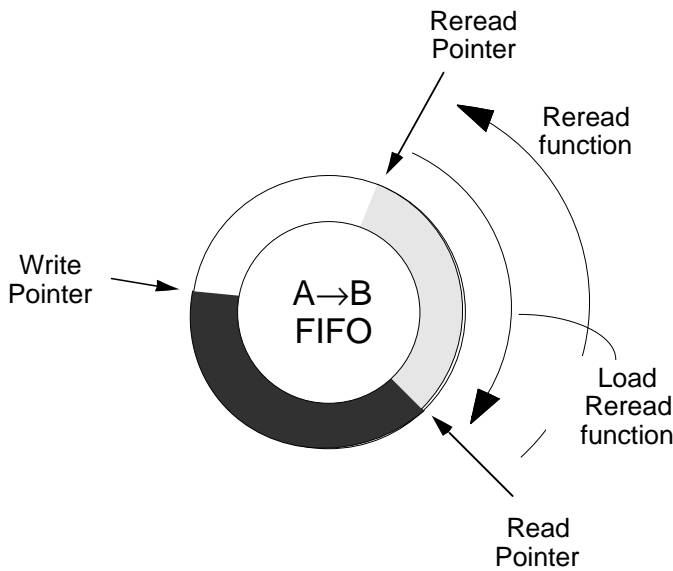 Reread
Pointer
Reread
function
Write
Pointer
A→B
FIFO
Load
Reread
function
Read
Pointer